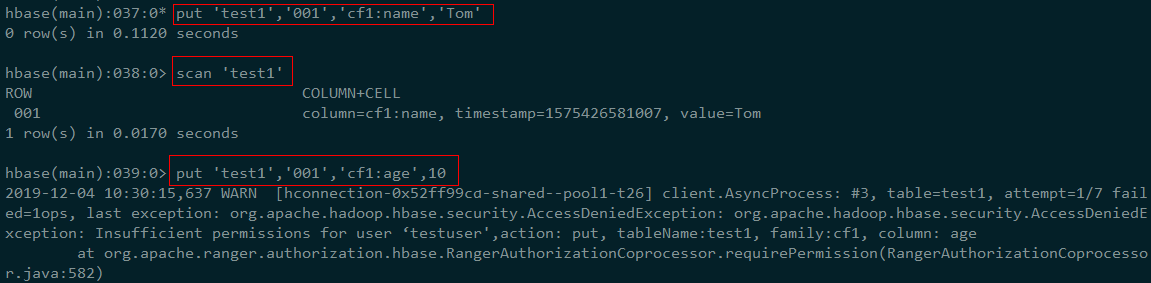 hbase(main):037:0* put 'test1','001','cf1:name','Tom'
0 row(s) in 0.1120 seconds
hbase(main):038:0> scan 'test1'
ROW COLUMN+CELL
001 column=cf1:name, timestamp=1575426581007, value=Tom
1 row(s) in 0.0170 seconds
hbase(main):039:0> put 'test1','001','cf1:age',10
2019-12-04 10:30:15,637 WARN [hconnection-0x52ff99cd-shared--pool1-t26] client.AsyncProcess: #3, table=test1, attempt=1/7 fail
ed=1ops, last exception: org.apache.hadoop.hbase.security.AccessDeniedException: org.apache.hadoop.hbase.security.AccessDeniedE
xception: Insufficient permissions for user ‘testuser',action: put, tableName:test1, family:cf1, column: age
at org.apache.ranger.authorization.hbase.RangerAuthorizationCoprocessor.requirePermission(RangerAuthorizationCoprocesso
r.java:582)